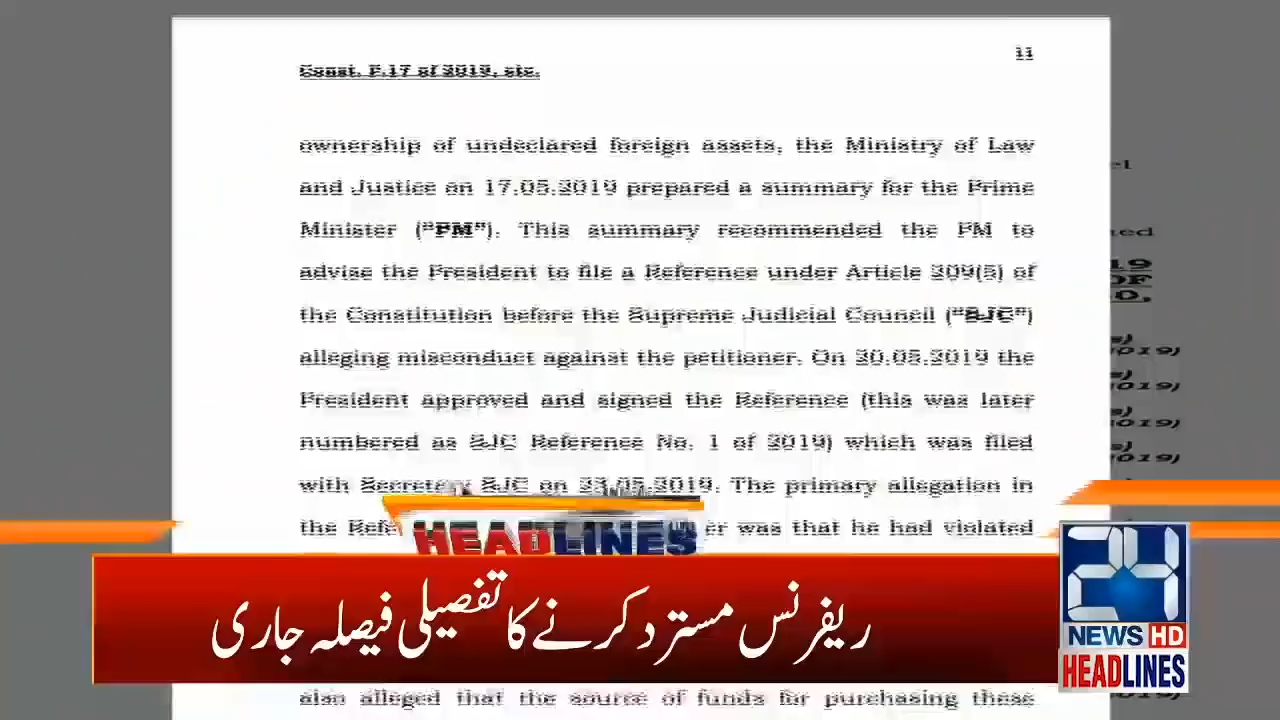 11
Const. P.17 of 2019, etc.
ownership of undeclared foreign assets, the Ministry of Law
and Justice on 17.05.2019 prepared a summary for the Prime
Minister ("PM"). This summary recommended the PM to
advise the President to file a Reference under Article 209(5) of
the Constitution before the Supreme Judicial Council ("SJC")
alleging misconduct against the petitioner. On 20.05.2019 the
President approved and signed the Reference (this was later
numbered as SJC Reference No. 1 of 2019) which was filed
with Secretary SJC on 23.05.2019. The primary allegation in
the Refe er was that he had violated
HEADLINES
ریفرنس مسترد کرنے کا تفصیلی فیصلہ جاری
24
NEWS HD
HEADLINES
also alleged that the source of funds for purchasing these